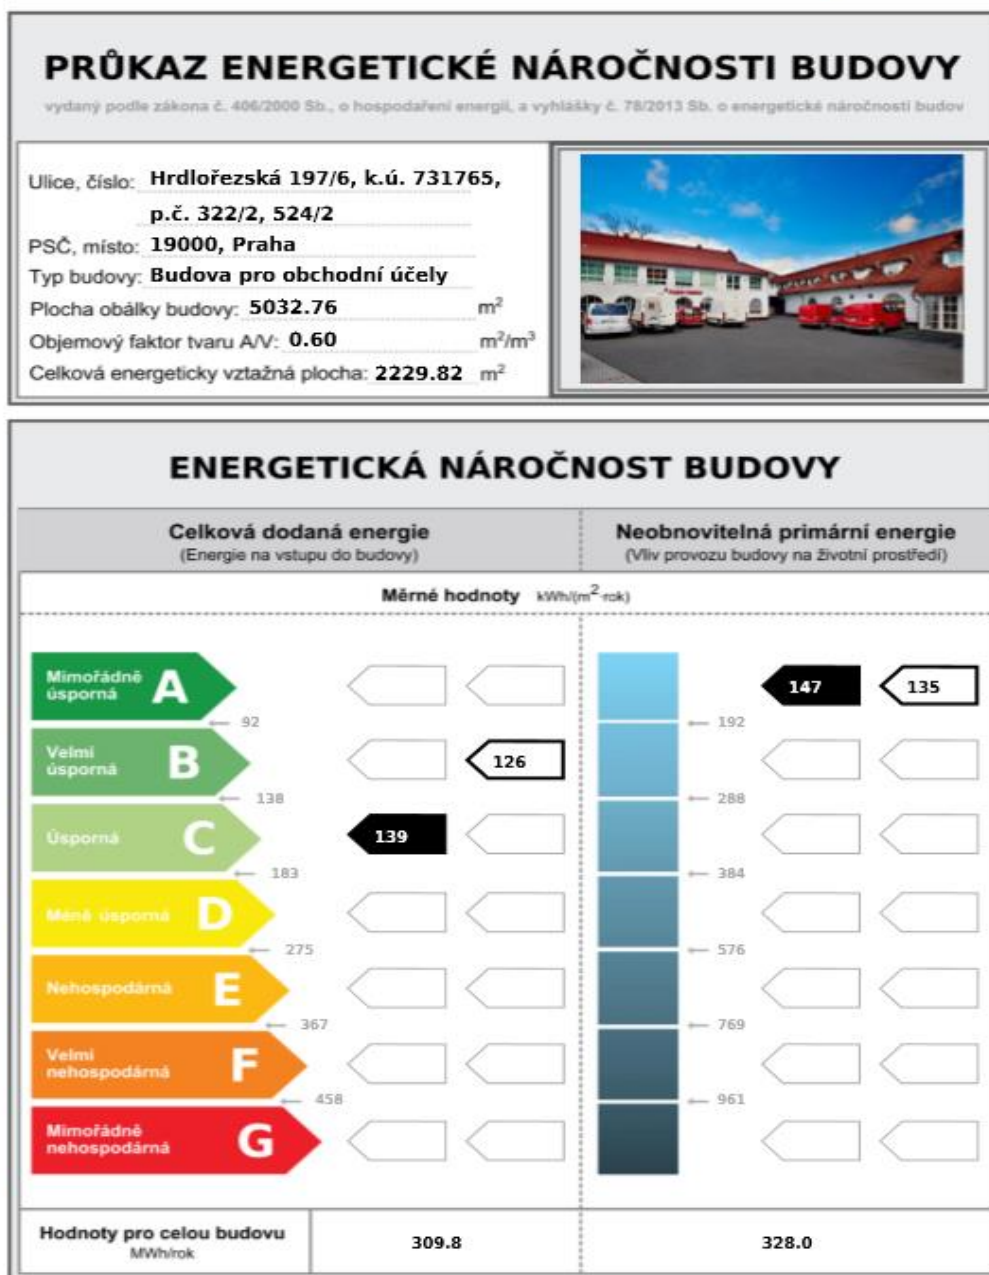 PRŮKAZ ENERGETICKÉ NÁROČNOSTI BUDOVY
vydaný podle zákona č. 406/2000 Sb., o hospodaření energií, a vyhlášky č. 78/2013 Sb. o energetické náročnosti budov
Ulice, číslo: Hrdlořezská 197/6, k.ú. 731765,
p.č. 322/2, 524/2
PSČ, místo: 19000, Praha
Typ budovy: Budova pro obchodní účely
Plocha obálky budovy: 5032.76 m²
Objemový faktor tvaru A/V: 0.60 m²/m³
Celková energeticky vztažná plocha: 2229.82 m²
ENERGETICKÁ NÁROČNOST BUDOVY
Celková dodaná energie
(Energie na vstupu do budovy)
Neobnovitelná primární energie
(Vliv provozu budovy na životní prostředí)
Měrné hodnoty kWh/(m²·rok)
Mimořádně
úsporná A
147 135
92 192
Velmi
úsporná B
126
138 288
Úsporná C
139
183 384
Méně úsporná D
275 576
Nehospodárná E
367 769
Velmi
nehospodárná F
458 961
Mimořádně
nehospodárná G
Hodnoty pro celou budovu
MWh/rok
309.8 328.0